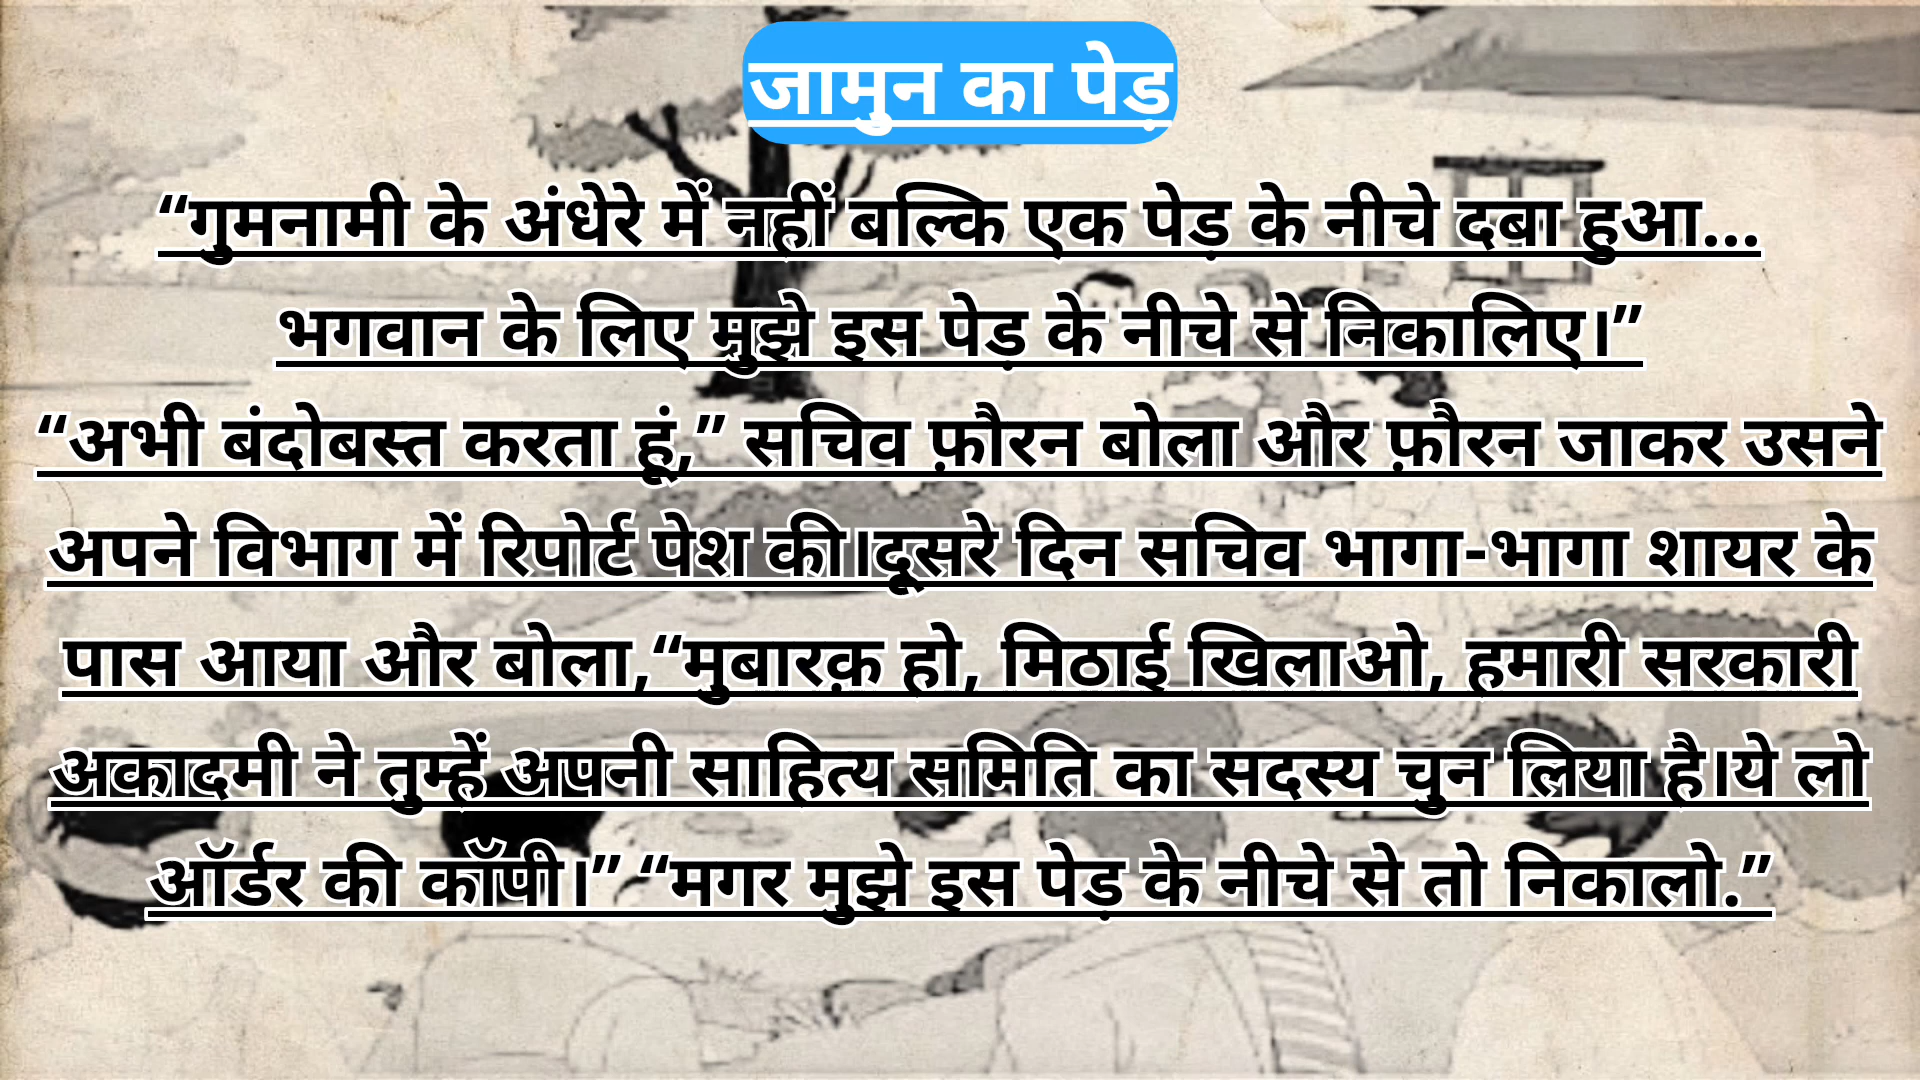 जामुन का पेड़
“गुमनामी के अंधेरे में नहीं बल्कि एक पेड़ के नीचे दबा हुआ...
भगवान के लिए मुझे इस पेड़ के नीचे से निकालिए।”
“अभी बंदोबस्त करता हूं,” सचिव फ़ौरन बोला और फ़ौरन जाकर उसने
अपने विभाग में रिपोर्ट पेश की।दूसरे दिन सचिव भागा-भागा शायर के
पास आया और बोला,“मुबारक़ हो, मिठाई खिलाओ, हमारी सरकारी
अकादमी ने तुम्हें अपनी साहित्य समिति का सदस्य चुन लिया है।ये लो
ऑर्डर की कॉपी।” “मगर मुझे इस पेड़ के नीचे से तो निकालो.”